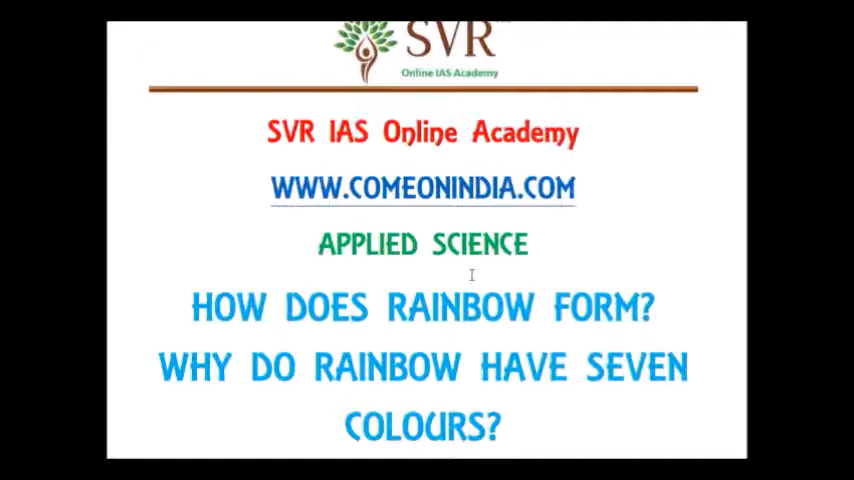 SVR
Online IAS Academy
SVR IAS Online Academy
WWW.COMEONINDIA.COM
APPLIED SCIENCE
HOW DOES RAINBOW FORM?
WHY DO RAINBOW HAVE SEVEN
COLOURS?